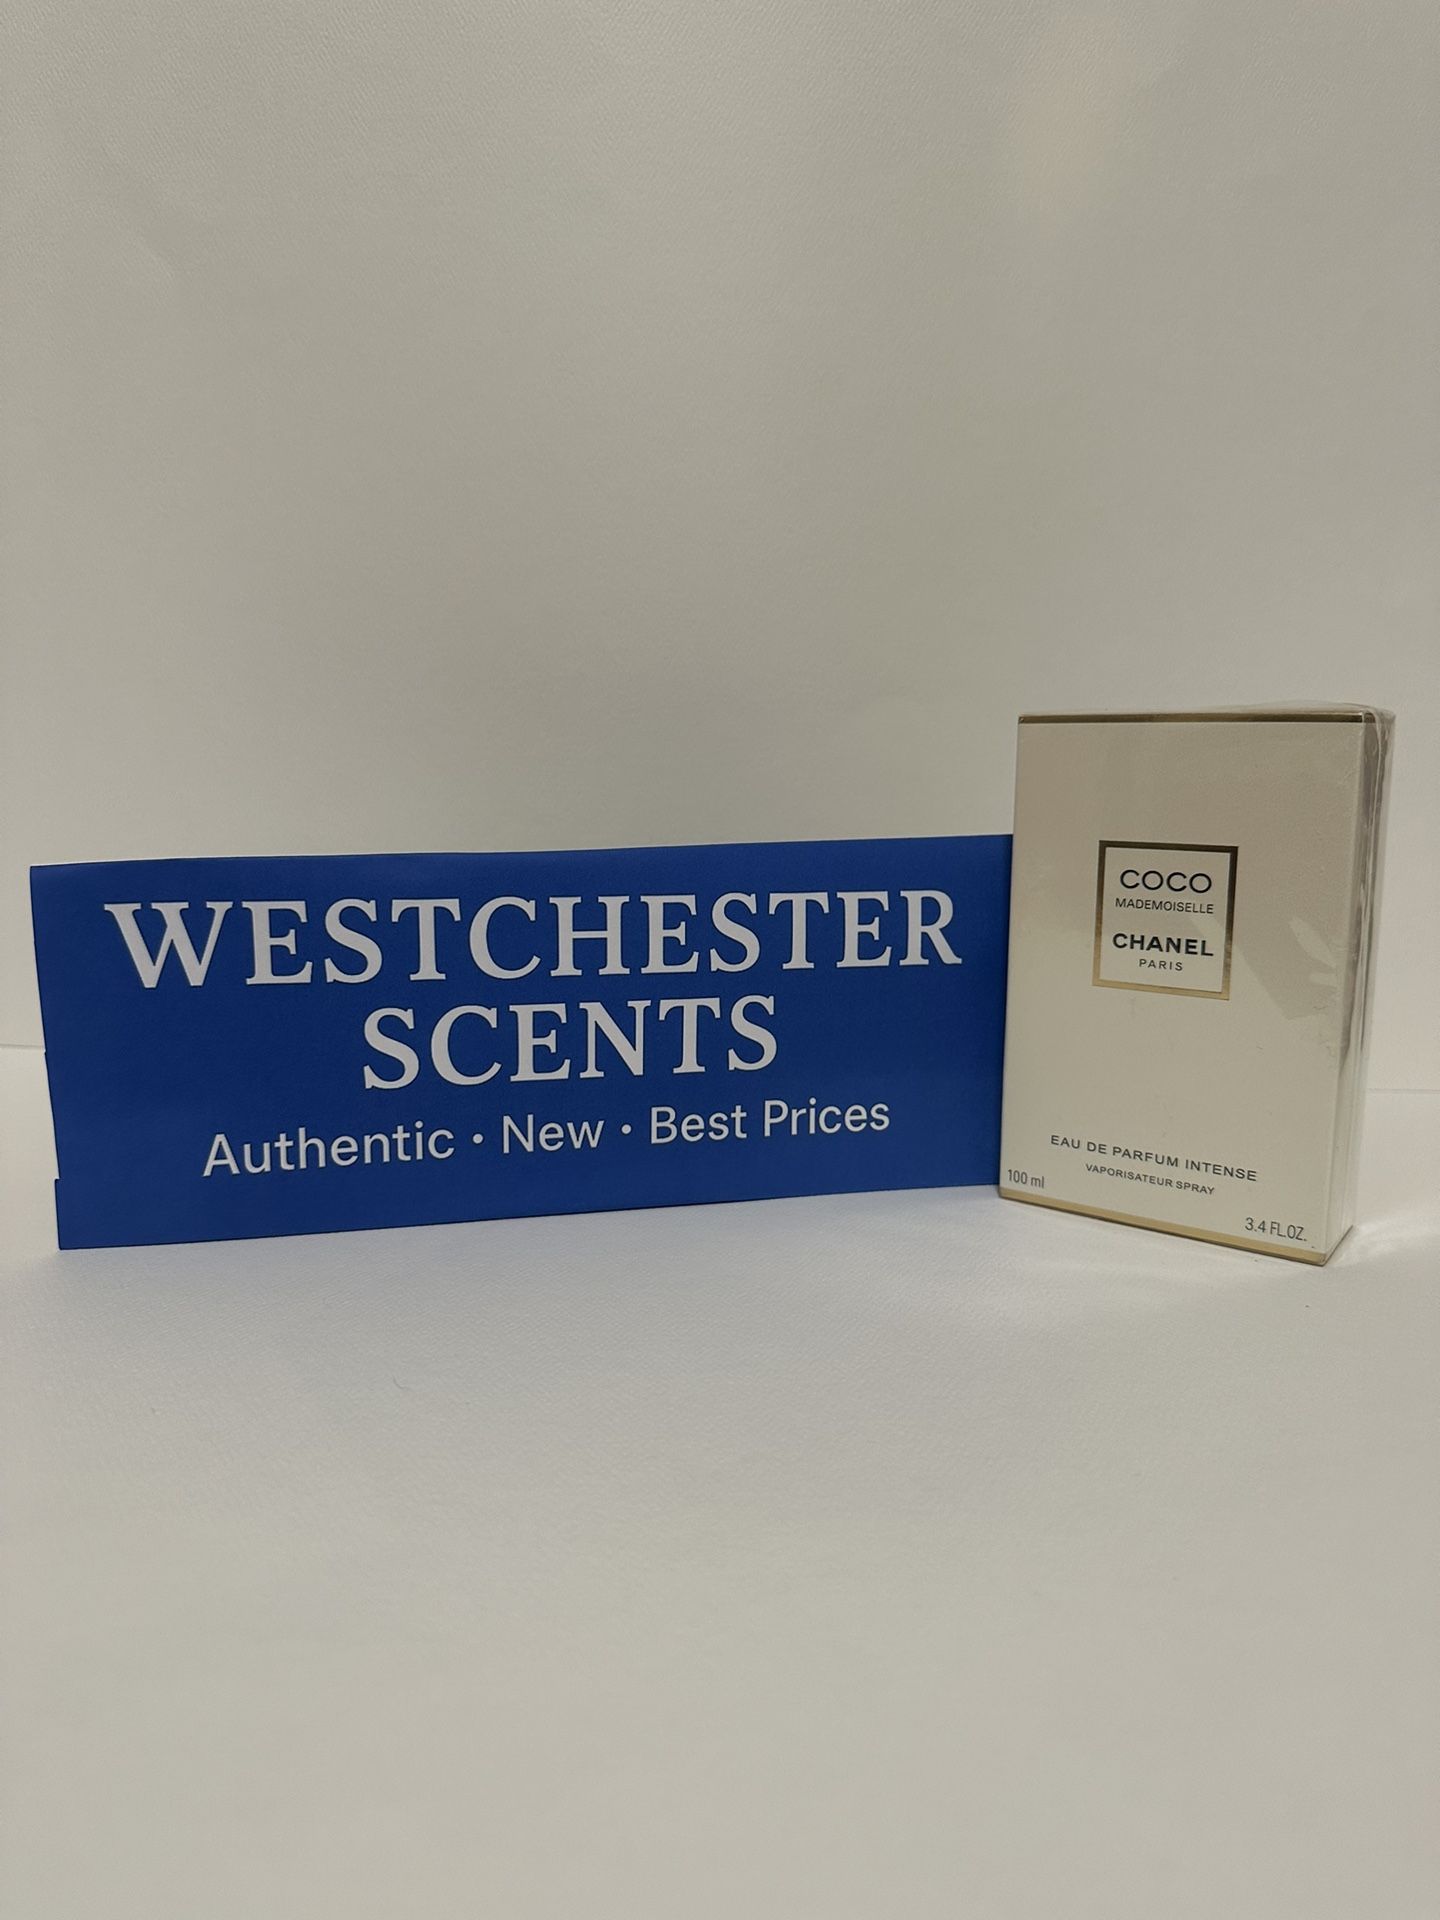 WESTCHESTER
SCENTS
Authentic · New · Best Prices
COCO
MADEMOISELLE
CHANEL
PARIS
EAU DE PARFUM INTENSE
VAPORISATEUR SPRAY
100 ml
3.4 FL.OZ.